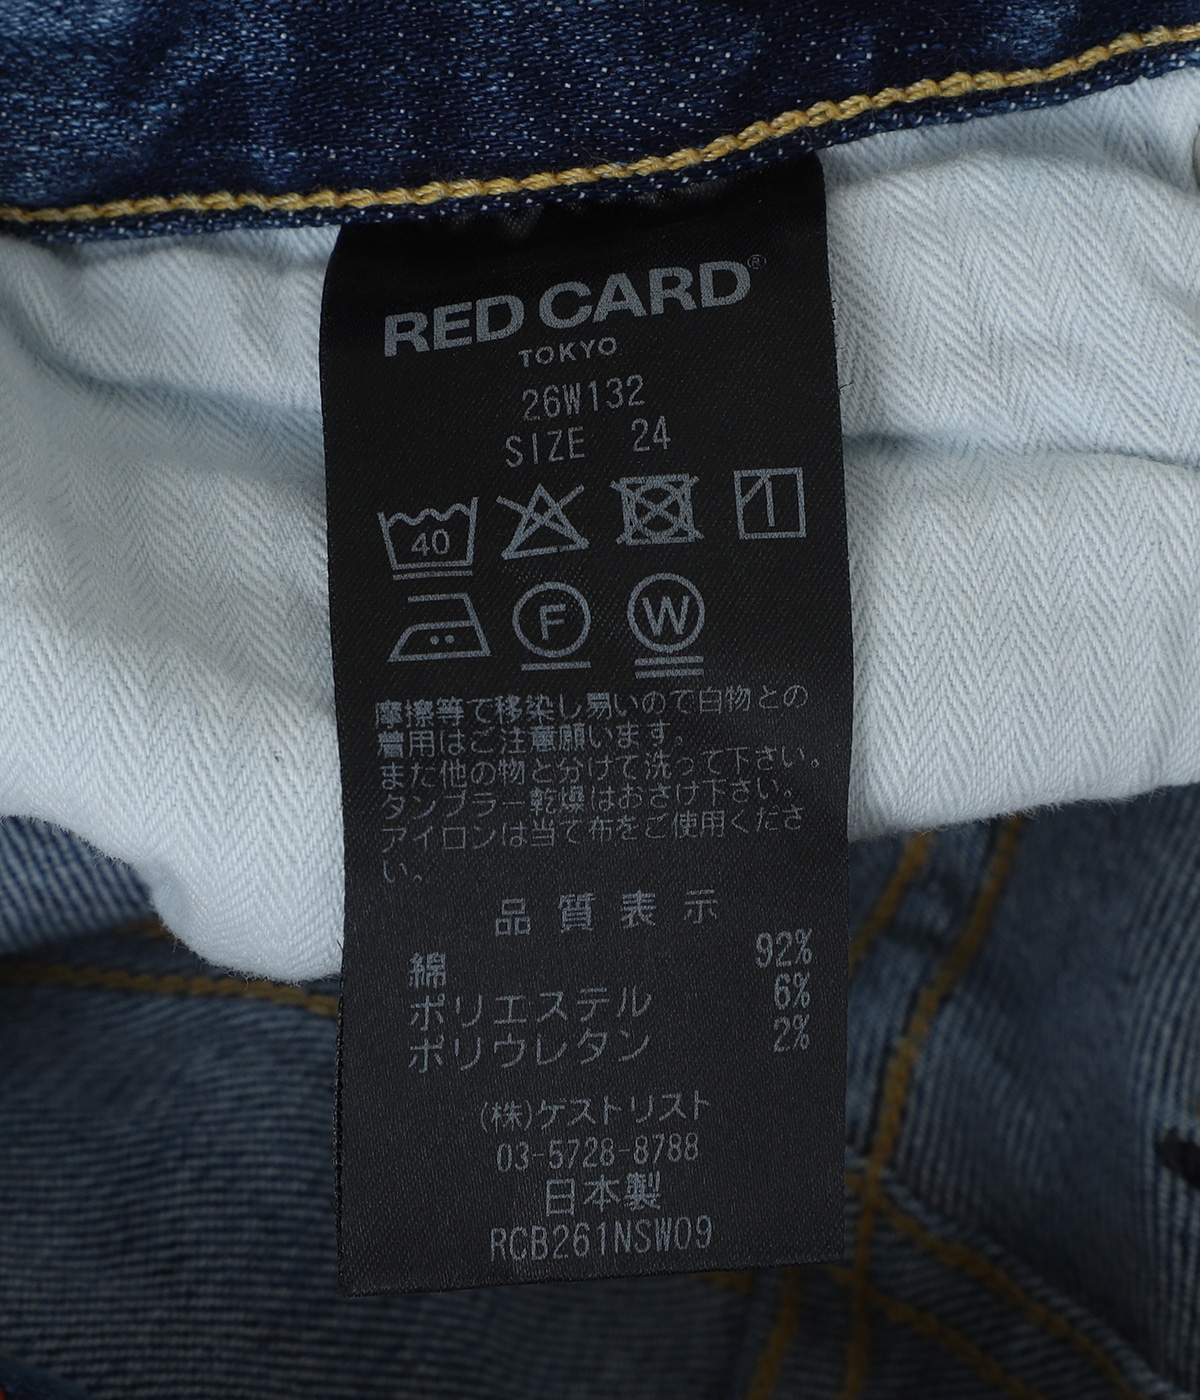 RED CARD®
TOKYO
26W132
SIZE 24
40
F W
摩擦等で移染し易いので白物との
着用はご注意願います。
また他の物と分けて洗って下さい。
タンブラー乾燥はおさけ下さい。
アイロンは当て布をご使用くださ
い。
品質表示
綿 92%
ポリエステル 6%
ポリウレタン 2%
(株)ゲストリスト
03-5728-8788
日本製
RCB261NSW09